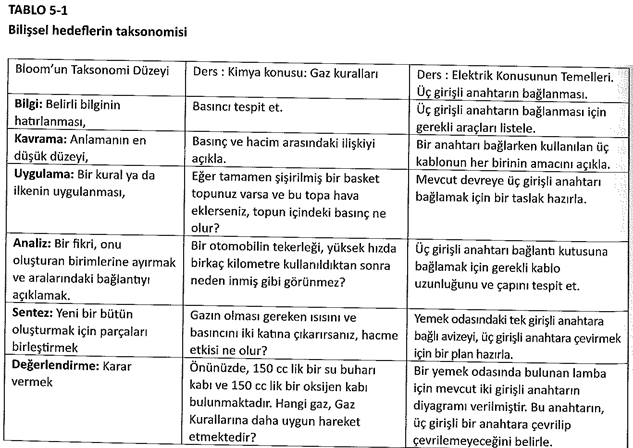 TABLO 5-1
Bilişsel hedeflerin taksonomisi
Bloom'un Taksonomi Düzeyi
Ders : Kimya konusu: Gaz kuralları
Ders : Elektrik Konusunun Temelleri.
Üç girişli anahtarın bağlanması.
Bilgi: Belirli bilginin
hatırlanması,
Basıncı tespit et.
Üç girişli anahtarın bağlanması için
gerekli araçları listele.
Kavrama: Anlamanın en
düşük düzeyi,
Basınç ve hacim arasındaki ilişkiyi
açıkla.
Bir anahtarı bağlarken kullanılan üç
kablonun her birinin amacını açıkla.
Uygulama: Bir kural ya da
ilkenin uygulanması,
Eğer tamamen şişirilmiş bir basket
topunuz varsa ve bu topa hava
eklerseniz, topun içindeki basınç ne
olur?
Mevcut devreye üç girişli anahtarı
bağlamak için bir taslak hazırla.
Analiz: Bir fikri, onu
oluşturan birimlerine ayırmak
ve aralarındaki bağlantıyı
açıklamak.
Bir otomobilin tekerleği, yüksek hızda
birkaç kilometre kullanıldıktan sonra
neden inmiş gibi görünmez?
Üç girişli anahtarı bağlantı kutusuna
bağlamak için gerekli kablo
uzunluğunu ve çapını tespit et.
Sentez: Yeni bir bütün
oluşturmak için parçaları
birleştirmek
Gazın olması gereken ısısını ve
basıncını iki katına çıkarırsanız, hacme
etkisi ne olur?
Yemek odasındaki tek girişli anahtara
bağlı avizeyi, üç girişli anahtara çevirmek
için bir plan hazırla.
Değerlendirme: Karar
vermek
Önünüzde, 150 cc lik bir su buharı
kabı ve 150 cc lik bir oksijen kabı
bulunmaktadır. Hangi gaz, Gaz
Kurallarına daha uygun hareket
etmektedir?
Bir yemek odasında bulunan lamba
için mevcut iki girişli anahtarın
diyagramı verilmiştir. Bu anahtarın,
üç girişli bir anahtara çevrilip
çevrilemeyeceğini belirle.